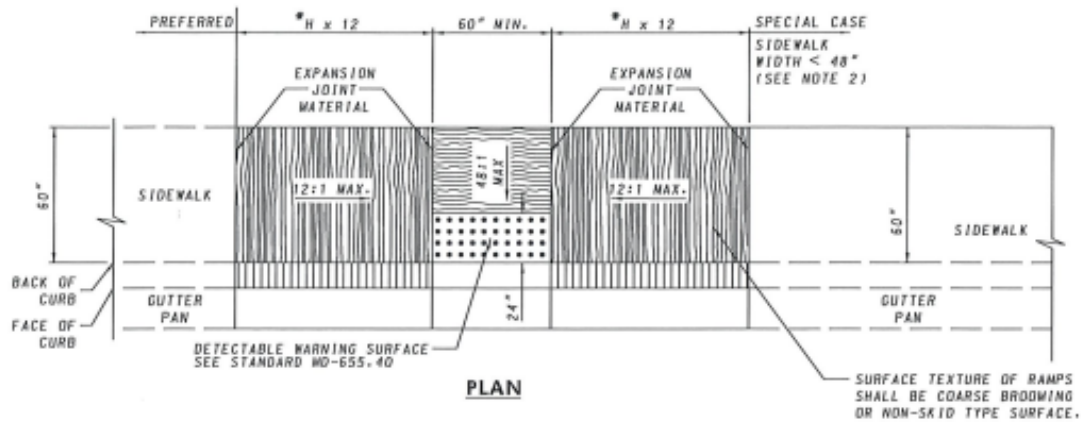 PREFERRED
*H x 12
60" MIN.
*H x 12
SPECIAL CASE
SIDEWALK
WIDTH < 48"
(SEE NOTE 2)
EXPANSION
JOINT
MATERIAL
EXPANSION
JOINT
MATERIAL
60"
SIDEWALK
12:1 MAX.
48:1
MAX
12:1 MAX.
60"
SIDEWALK
BACK OF
CURB
FACE OF
CURB
GUTTER
PAN
24"
GUTTER
PAN
DETECTABLE WARNING SURFACE
SEE STANDARD MD-655.40
PLAN
SURFACE TEXTURE OF RAMPS
SHALL BE COARSE BROOMING
OR NON-SKID TYPE SURFACE.